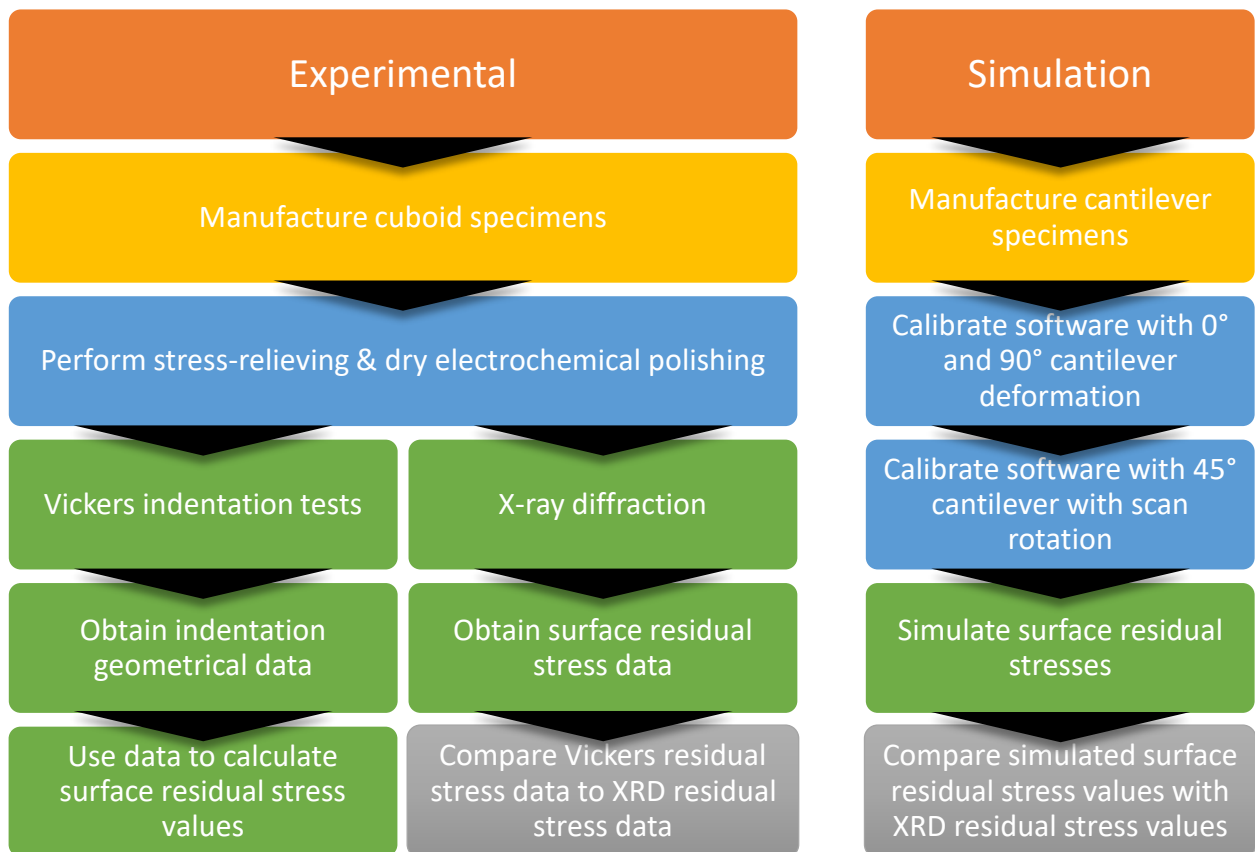 Experimental
Manufacture cuboid specimens
Perform stress-relieving & dry electrochemical polishing
Vickers indentation tests
Obtain indentation
geometrical data
Use data to calculate
surface residual stress
values
X-ray diffraction
Obtain surface residual
stress data
Compare Vickers residual
stress data to XRD residual
stress data
Simulation
Manufacture cantilever
specimens
Calibrate software with 0°
and 90° cantilever
deformation
Calibrate software with 45°
cantilever with scan
rotation
Simulate surface residual
stresses
Compare simulated surface
residual stress values with
XRD residual stress values